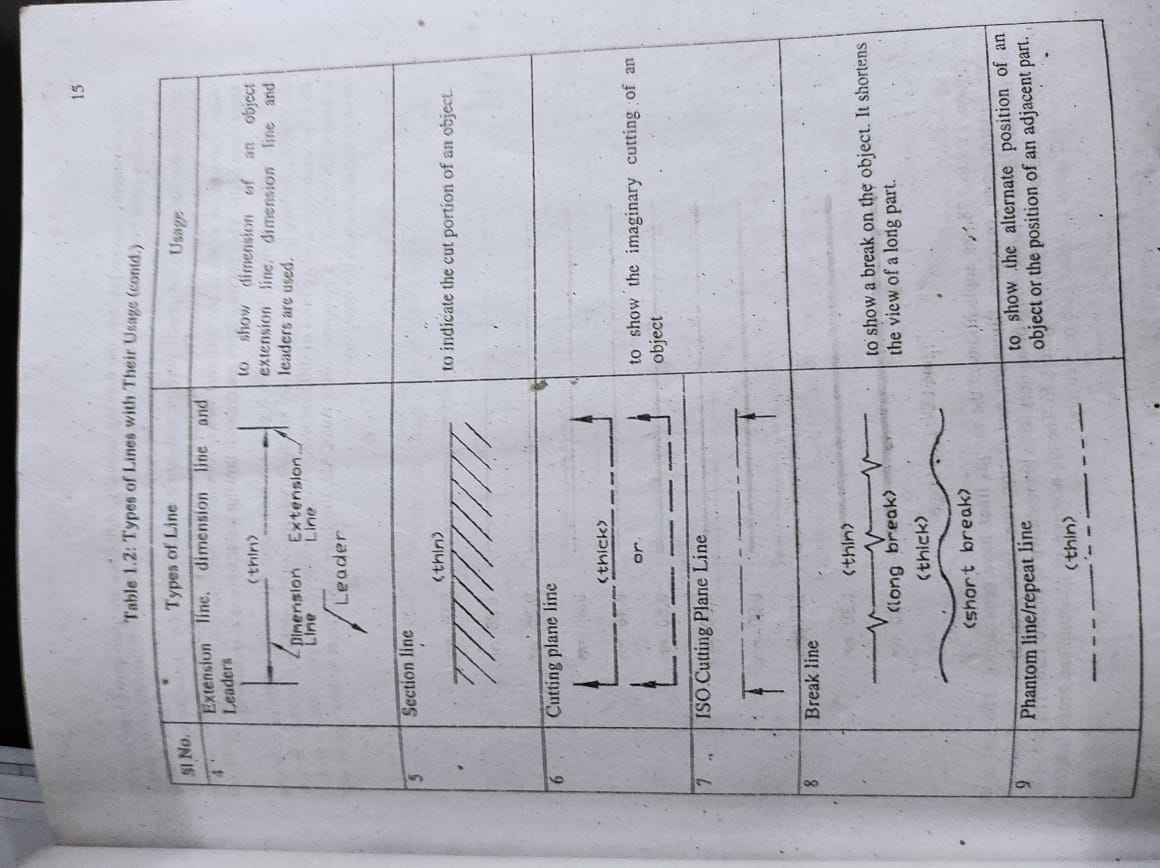 15
Table 1.2: Types of Lines with Their Usage (contd.)
Sl No. Types of Line Usage
4 Extension line, dimension line and
Leaders
(thin)
Dimension Extension
Line Line
Leader
to show dimension of an object
extension line, dimension line and
leaders are used.
5 Section line
(thin)
to indicate the cut portion of an object.
6 Cutting plane line
(thick)
or
to show the imaginary cutting of an
object
7 ISO Cutting Plane Line
8 Break line
(thin)
(long break)
(thick)
(short break)
to show a break on the object. It shortens
the view of a long part.
9 Phantom line/repeat line
(thin)
to show the alternate position of an
object or the position of an adjacent part.